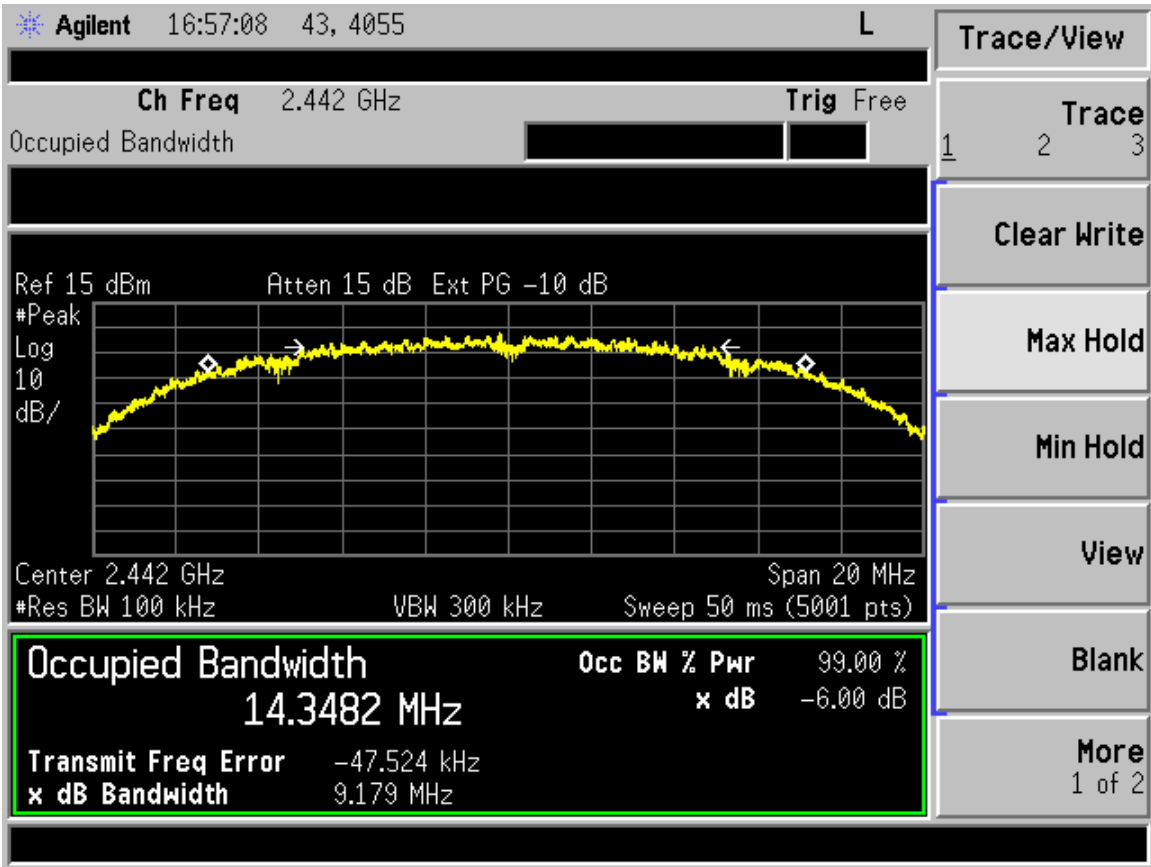 Agilent 16:57:08 43, 4055 L
Trace/View
Ch Freq 2.442 GHz Trig Free
Occupied Bandwidth
Trace
1 2 3
Clear Write
Max Hold
Min Hold
View
Blank
More
1 of 2
Ref 15 dBm Atten 15 dB Ext PG -10 dB
#Peak
Log
10
dB/
Center 2.442 GHz Span 20 MHz
#Res BW 100 kHz VBW 300 kHz Sweep 50 ms (5001 pts)
Occupied Bandwidth Occ BW % Pwr 99.00 %
14.3482 MHz x dB -6.00 dB
Transmit Freq Error -47.524 kHz
x dB Bandwidth 9.179 MHz